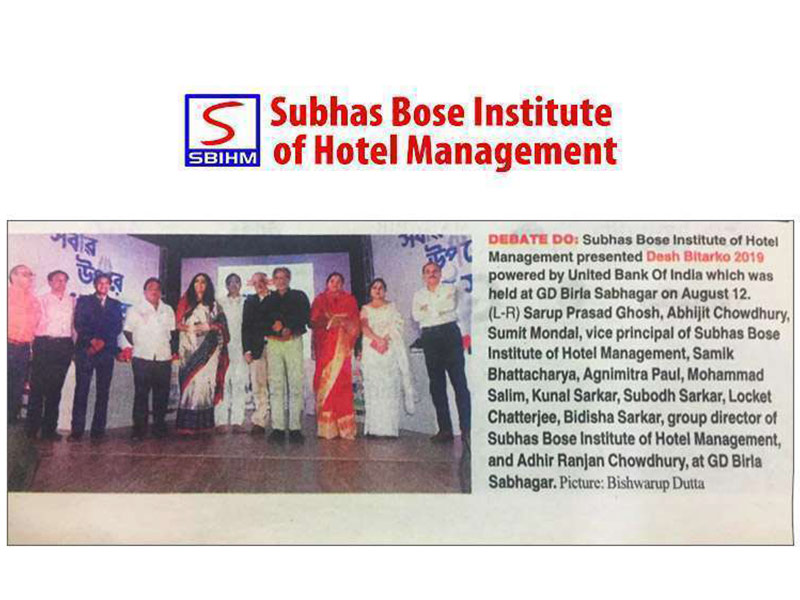 SBIHM
Subhas Bose Institute
of Hotel Management
সবার
উপরে
সবার
DEBATE DO: Subhas Bose Institute of Hotel
Management presented Desh Bitarko 2019
powered by United Bank Of India which was
held at GD Birla Sabhagar on August 12.
(L-R) Sarup Prasad Ghosh, Abhijit Chowdhury,
Sumit Mondal, vice principal of Subhas Bose
Institute of Hotel Management, Samik
Bhattacharya, Agnimitra Paul, Mohammad
Salim, Kunal Sarkar, Subodh Sarkar, Locket
Chatterjee, Bidisha Sarkar, group director of
Subhas Bose Institute of Hotel Management,
and Adhir Ranjan Chowdhury, at GD Birla
Sabhagar. Picture: Bishwarup Dutta